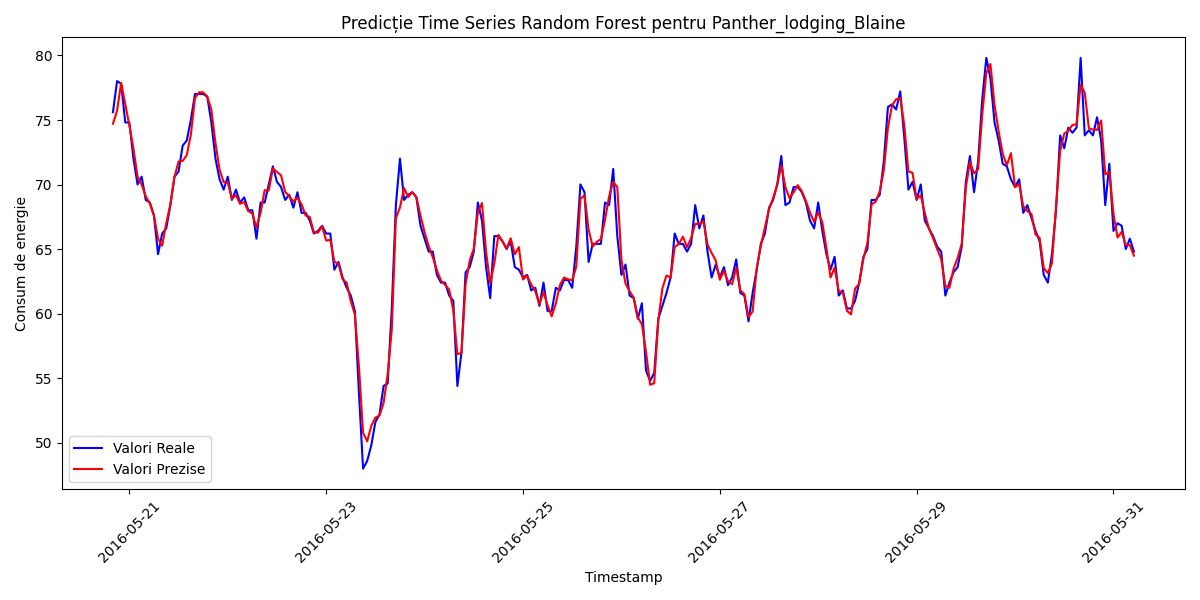 Predicție Time Series Random Forest pentru Panther_lodging_Blaine
Consum de energie
80
75
70
65
60
55
50
Valori Reale
Valori Prezise
2016-05-21
2016-05-23
2016-05-25
2016-05-27
2016-05-29
2016-05-31
Timestamp